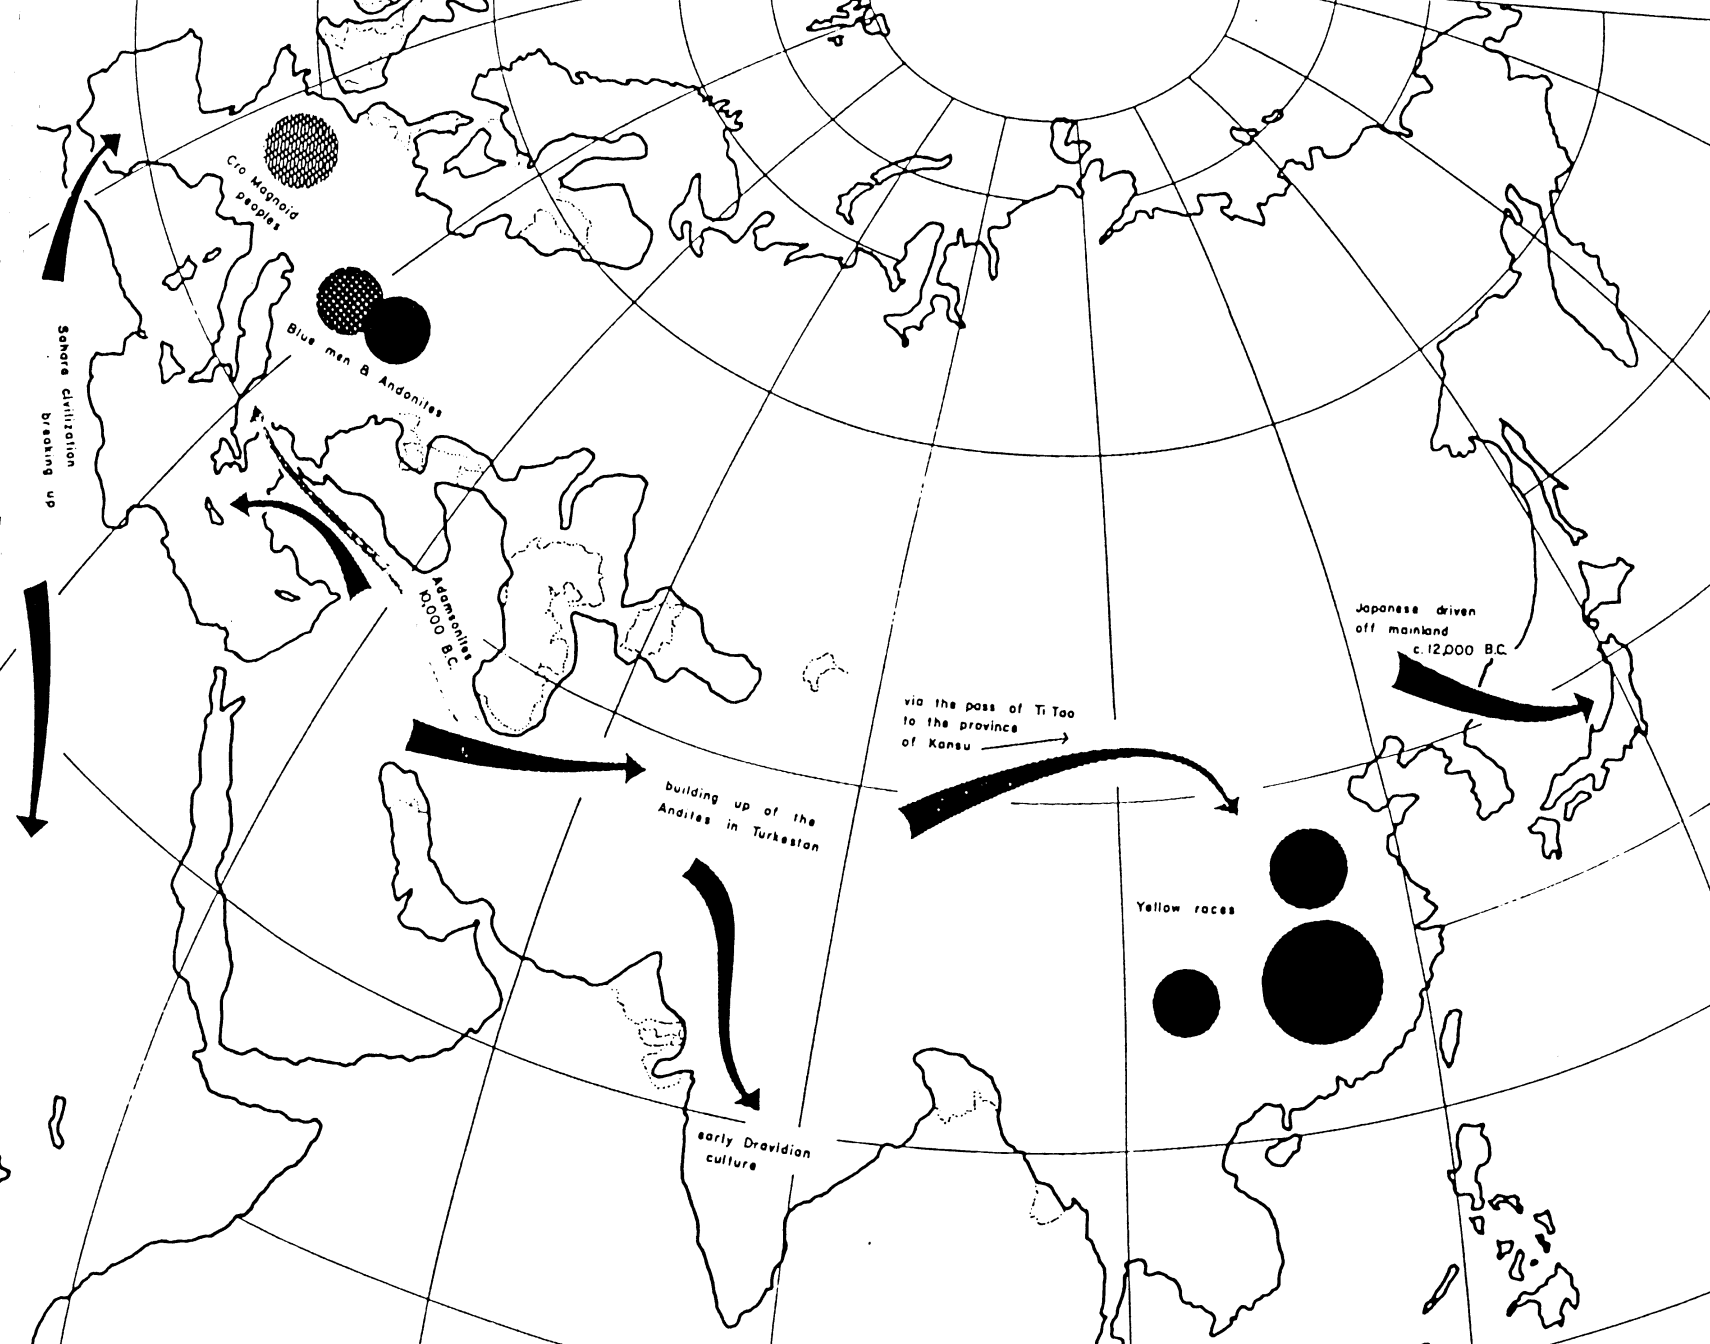 Cro Magnoid
peoples
Blue men & Andonites
Sahara civilization
breaking up
Adamsonites
10,000 B.C.
Japanese driven
off mainland
c. 12,000 B.C.
via the pass of Ti Tao
to the province
of Kansu
building up of the
Andites in Turkestan
Yellow races
early Dravidian
culture